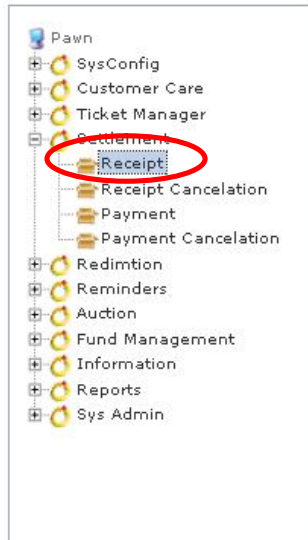 Pawn
SysConfig
Customer Care
Ticket Manager
Settlement
Receipt
Receipt Cancelation
Payment
Payment Cancelation
Redimtion
Reminders
Auction
Fund Management
Information
Reports
Sys Admin